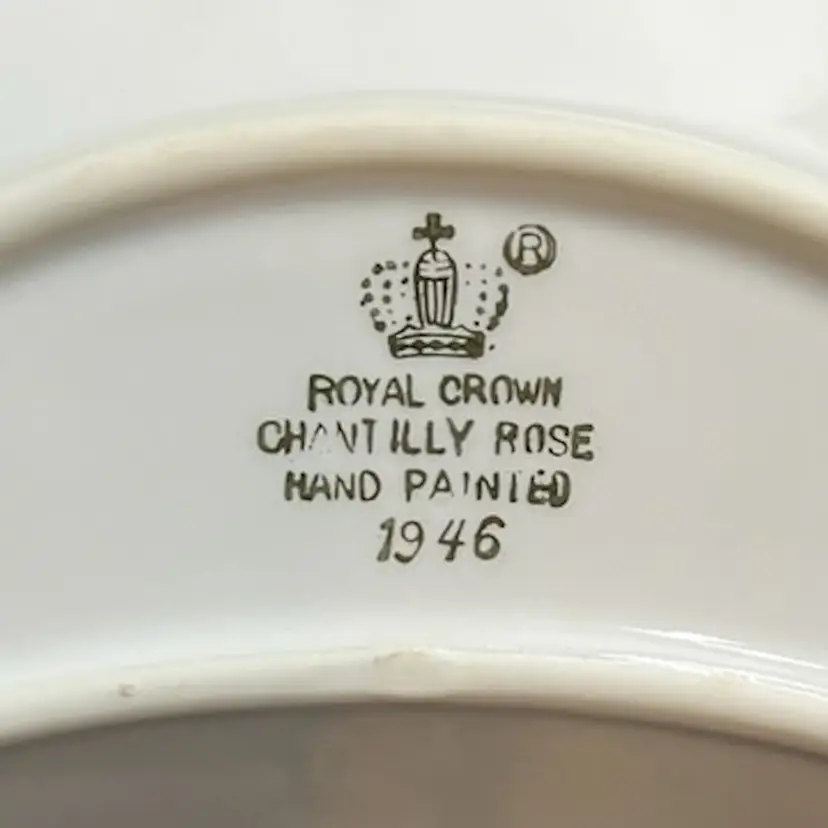 ®
ROYAL CROWN
CHANTILLY ROSE
HAND PAINTED
1946